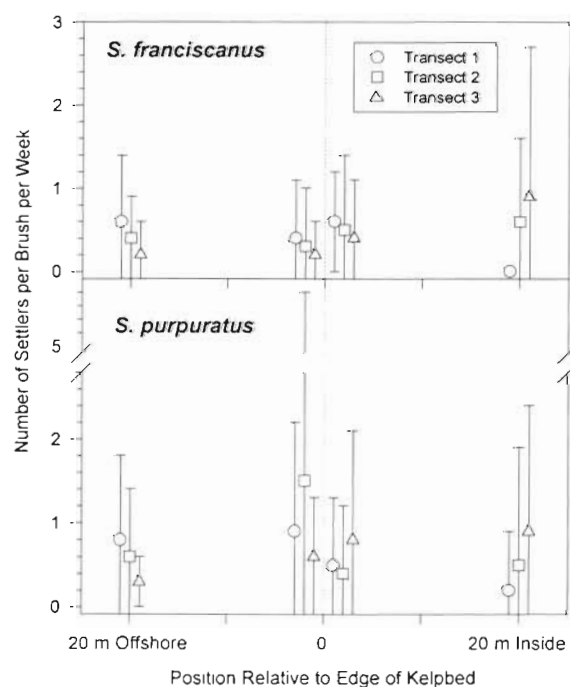 S. franciscanus
Transect 1
Transect 2
Transect 3
3
2
1
0
Number of Settlers per Brush per Week
S. purpuratus
5
2
1
0
20 m Offshore 0 20 m Inside
Position Relative to Edge of Kelpbed